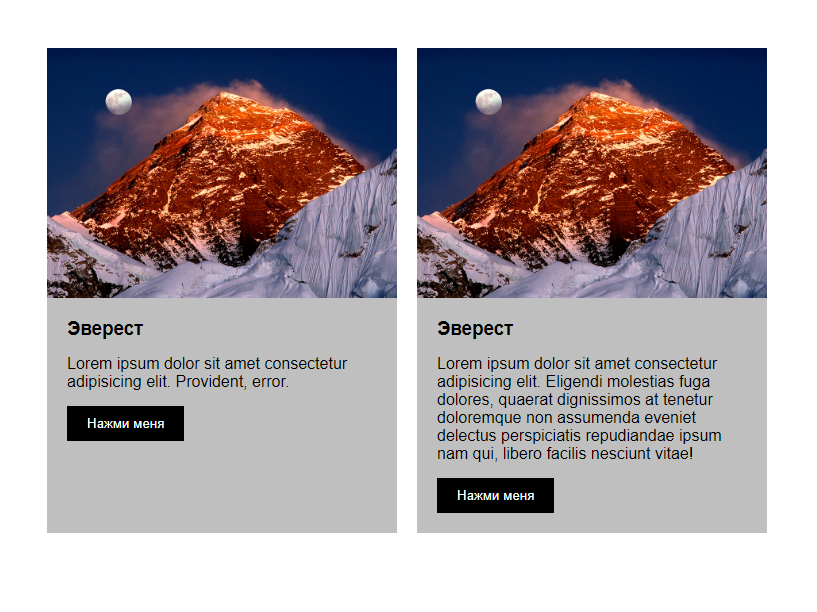 Эверест
Lorem ipsum dolor sit amet consectetur
adipisicing elit. Provident, error.
Нажми меня
Эверест
Lorem ipsum dolor sit amet consectetur
adipisicing elit. Eligendi molestias fuga
dolores, quaerat dignissimos at tenetur
doloremque non assumenda eveniet
delectus perspiciatis repudiandae ipsum
nam qui, libero facilis nesciunt vitae!
Нажми меня